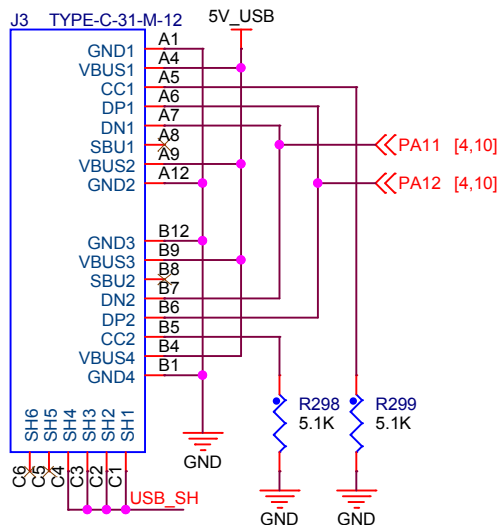 J3 TYPE-C-31-M-12
5V_USB
GND1 A1
VBUS1 A4
CC1 A5
DP1 A6
DN1 A7
SBU1 A8
VBUS2 A9
GND2 A12
PA11 [4,10]
PA12 [4,10]
GND3 B12
VBUS3 B9
SBU2 B8
DN2 B7
DP2 B6
CC2 B5
VBUS4 B4
GND4 B1
R298
5.1K
R299
5.1K
SH6 SH5 SH4 SH3 SH2 SH1
C6 C5 C4 C3 C2 C1
USB_SH
GND
GND
GND